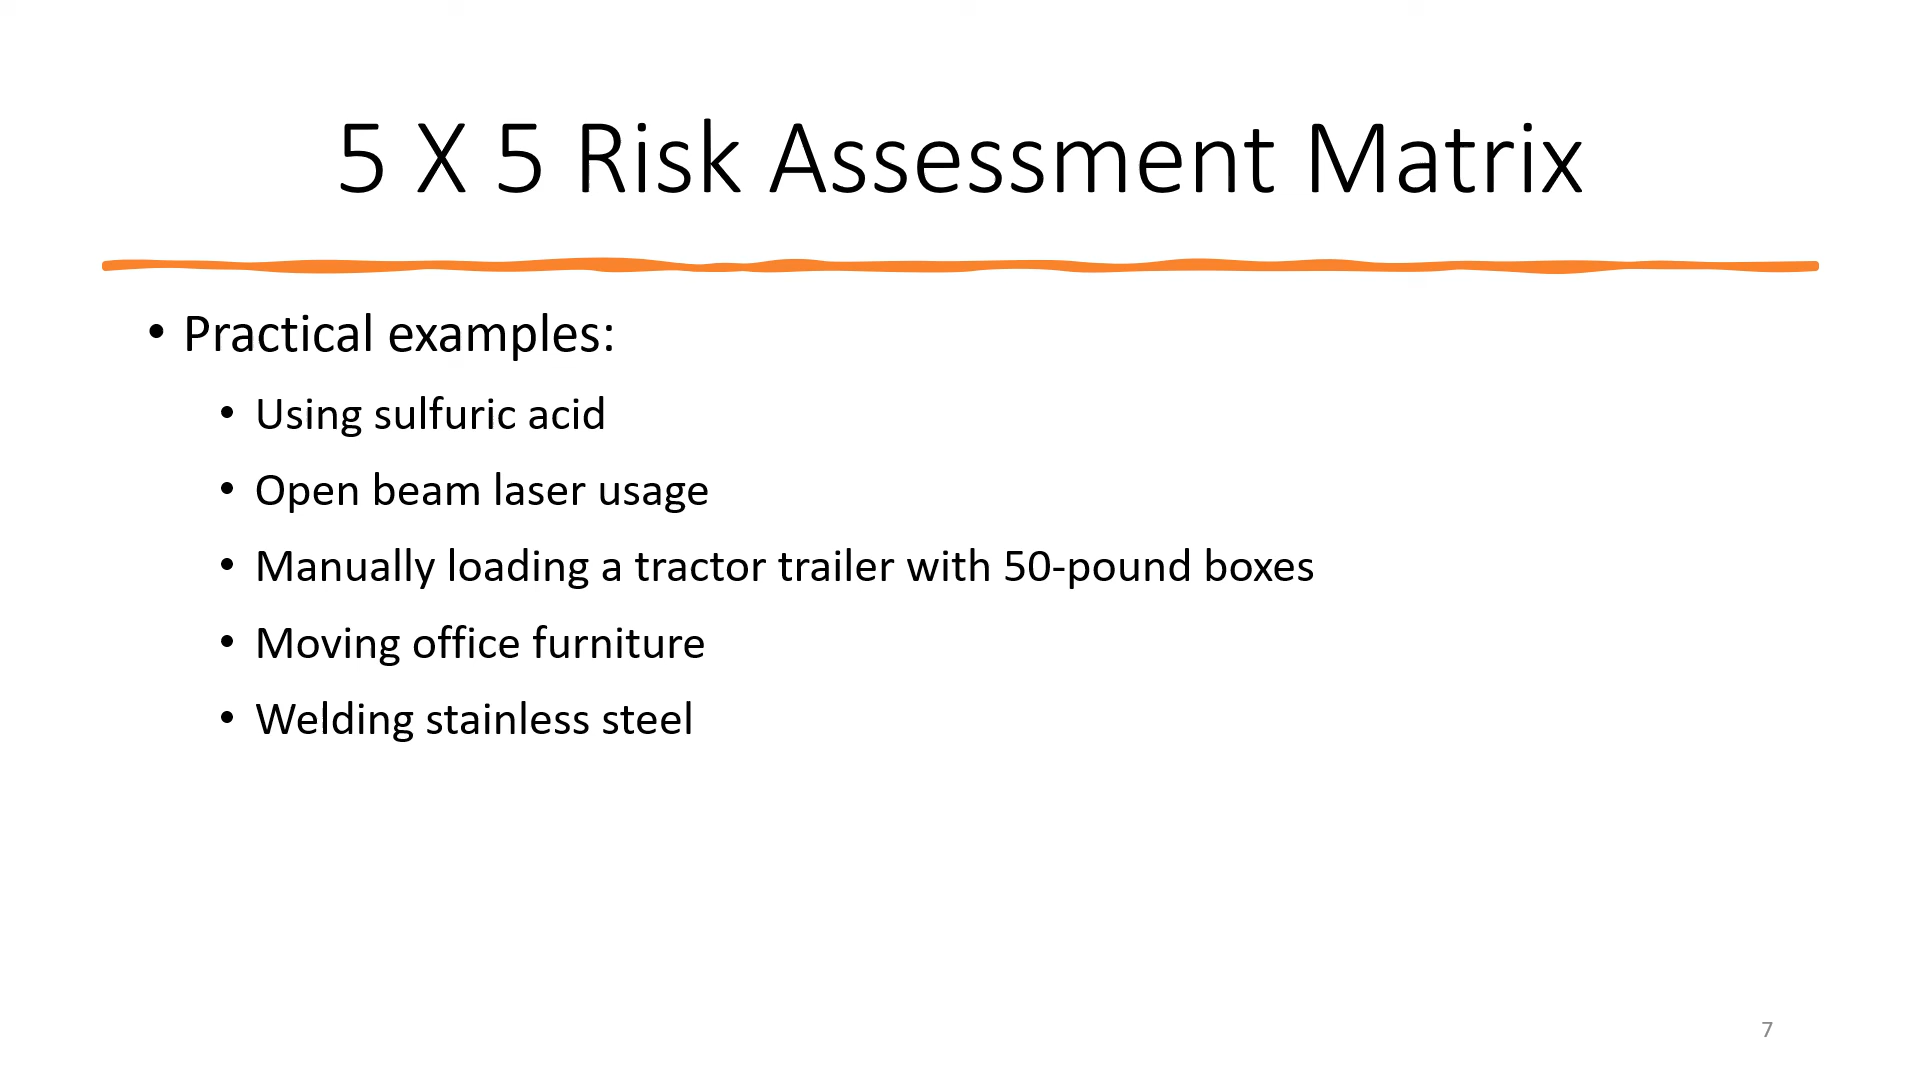 5 X 5 Risk Assessment Matrix
• Practical examples:
• Using sulfuric acid
• Open beam laser usage
• Manually loading a tractor trailer with 50-pound boxes
• Moving office furniture
• Welding stainless steel
7